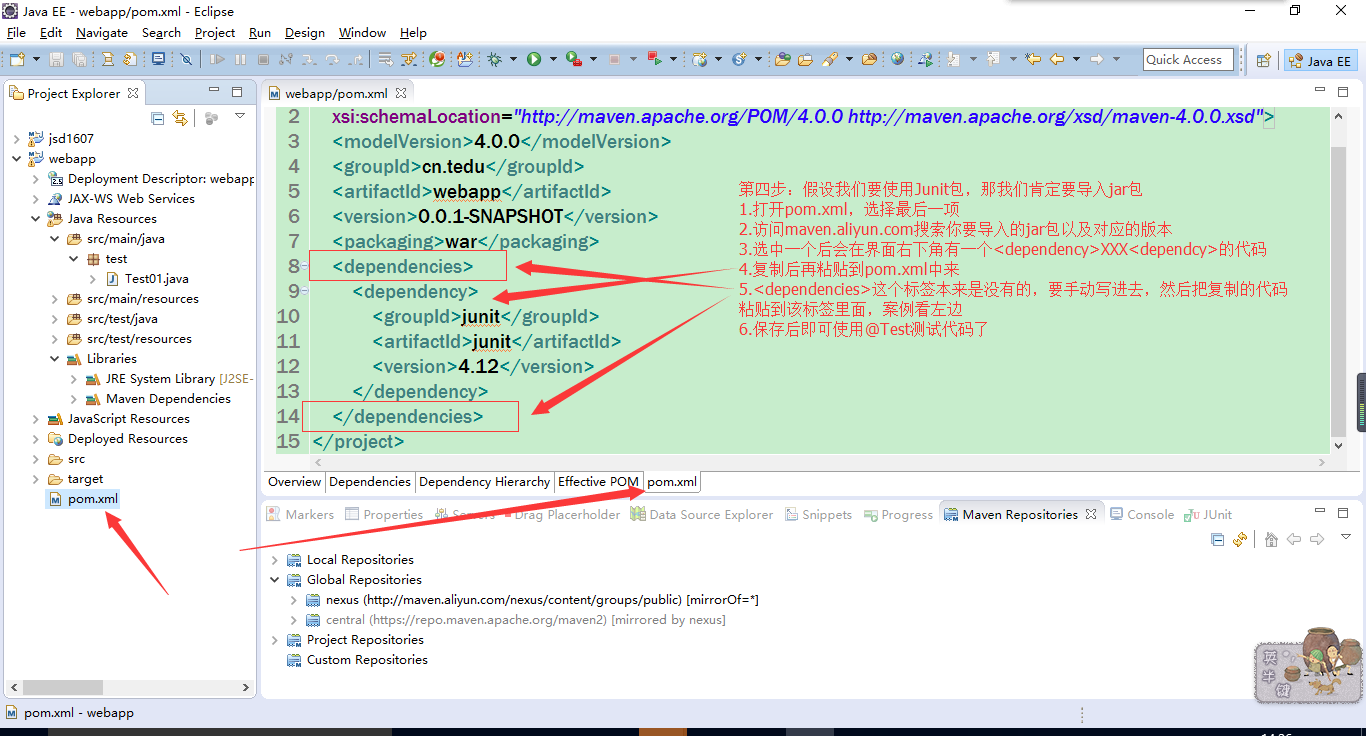 Java EE - webapp/pom.xml - Eclipse
File Edit Navigate Search Project Run Design Window Help
Quick Access
Java EE
Project Explorer
jsd1607
webapp
Deployment Descriptor: webapp
JAX-WS Web Services
Java Resources
src/main/java
test
Test01.java
src/main/resources
src/test/java
src/test/resources
Libraries
JRE System Library [J2SE-
Maven Dependencies
JavaScript Resources
Deployed Resources
src
target
pom.xml
webapp/pom.xml
2 xsi:schemaLocation="http://maven.apache.org/POM/4.0.0 http://maven.apache.org/xsd/maven-4.0.0.xsd">
3 <modelVersion>4.0.0</modelVersion>
4 <groupId>cn.tedu</groupId>
5 <artifactId>webapp</artifactId>
6 <version>0.0.1-SNAPSHOT</version>
7 <packaging>war</packaging>
8 <dependencies>
9 <dependency>
10 <groupId>junit</groupId>
11 <artifactId>junit</artifactId>
12 <version>4.12</version>
13 </dependency>
14 </dependencies>
15 </project>
第四步：假设我们要使用Junit包，那我们肯定要导入jar包
1.打开pom.xml，选择最后一项
2.访问maven.aliyun.com搜索你要导入的jar包以及对应的版本
3.选中一个后会在界面右下角有一个<dependency>XXX<dependcy>的代码
4.复制后再粘贴到pom.xml中来
5.<dependencies>这个标签本来是没有的，要手动写进去，然后把复制的代码
粘贴到该标签里面，案例看左边
6.保存后即可使用@Test测试代码了
Overview Dependencies Dependency Hierarchy Effective POM pom.xml
Markers Properties Servers Drag Placeholder Data Source Explorer Snippets Progress Maven Repositories Console JUnit
Local Repositories
Global Repositories
nexus (http://maven.aliyun.com/nexus/content/groups/public) [mirrorOf=*]
central (https://repo.maven.apache.org/maven2) [mirrored by nexus]
Project Repositories
Custom Repositories
英
半
键
pom.xml - webapp